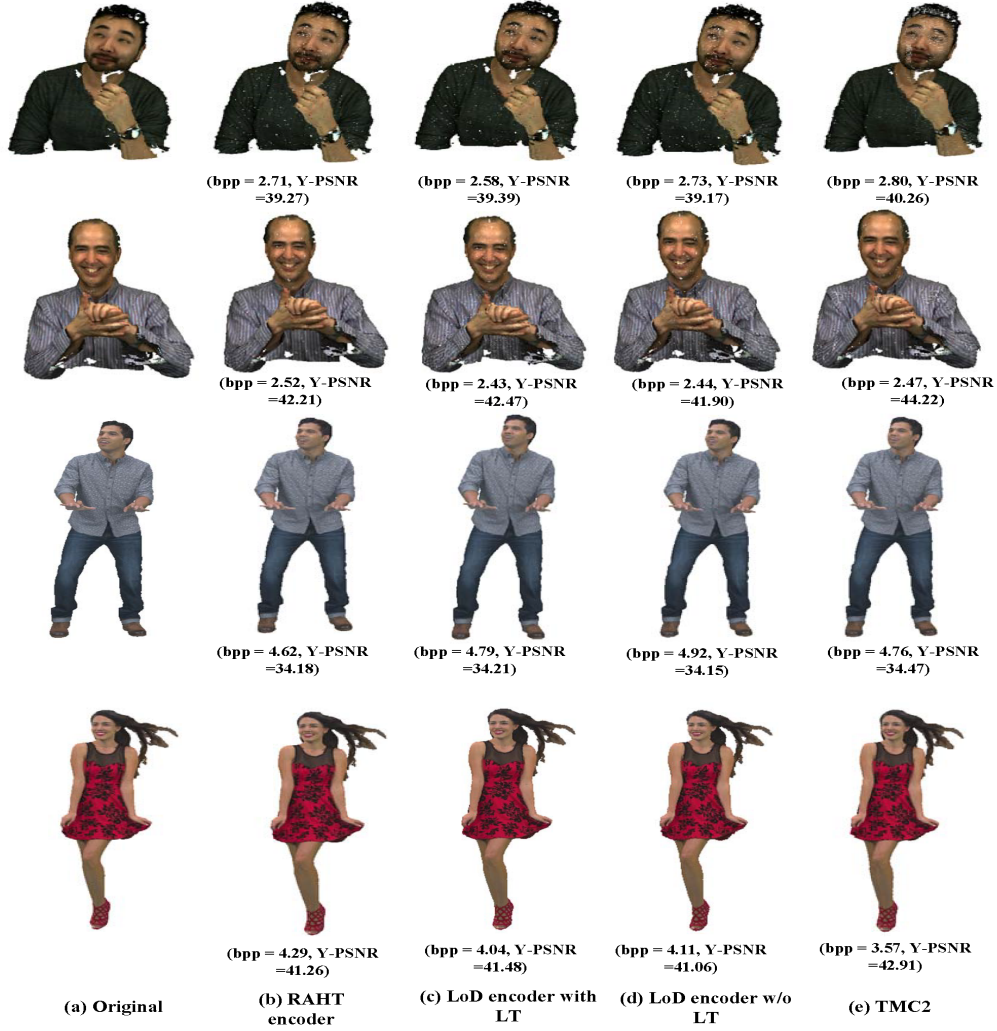 (bpp = 2.71, Y-PSNR
=39.27)
(bpp = 2.58, Y-PSNR
=39.39)
(bpp = 2.73, Y-PSNR
=39.17)
(bpp = 2.80, Y-PSNR
=40.26)
(bpp = 2.52, Y-PSNR
=42.21)
(bpp = 2.43, Y-PSNR
=42.47)
(bpp = 2.44, Y-PSNR
=41.90)
(bpp = 2.47, Y-PSNR
=44.22)
(bpp = 4.62, Y-PSNR
=34.18)
(bpp = 4.79, Y-PSNR
=34.21)
(bpp = 4.92, Y-PSNR
=34.15)
(bpp = 4.76, Y-PSNR
=34.47)
(bpp = 4.29, Y-PSNR
=41.26)
(bpp = 4.04, Y-PSNR
=41.48)
(bpp = 4.11, Y-PSNR
=41.06)
(bpp = 3.57, Y-PSNR
=42.91)
(a) Original
(b) RAHT
encoder
(c) LoD encoder with
LT
(d) LoD encoder w/o
LT
(e) TMC2